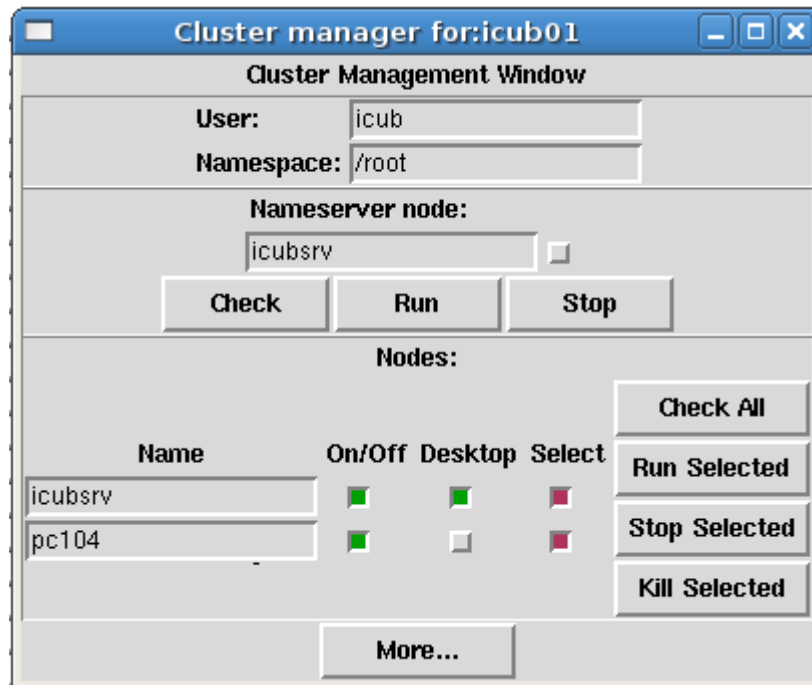 Cluster manager for:icub01
Cluster Management Window
User: icub
Namespace: /root
Nameserver node:
icubsrv
Check Run Stop
Nodes:
Check All
Name On/Off Desktop Select
Run Selected
icubsrv
Stop Selected
pc104
Kill Selected
More...